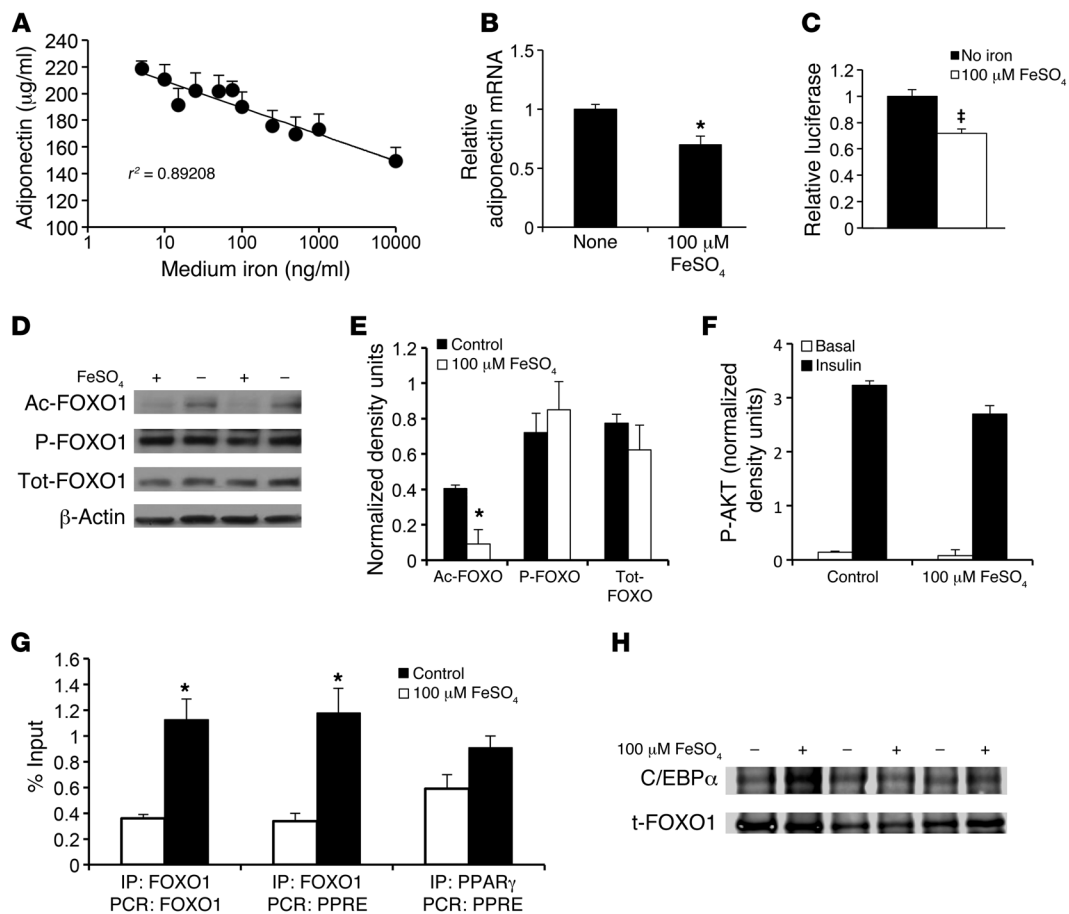 A
Adiponectin (µg/ml)
240
220
200
180
160
140
120
100
r² = 0.89208
1
10
100
1000
10000
Medium iron (ng/ml)
B
Relative
adiponectin mRNA
1.5
1
0.5
0
*
None
100 µM
FeSO₄
C
No iron
100 µM FeSO₄
Relative luciferase
1.2
1
0.8
0.6
0.4
0.2
0
‡
D
FeSO₄ + − + −
Ac-FOXO1
P-FOXO1
Tot-FOXO1
β-Actin
E
Control
100 µM FeSO₄
Normalized density units
1.2
1
0.8
0.6
0.4
0.2
0
*
Ac-FOXO
P-FOXO
Tot-
FOXO
F
Basal
Insulin
P-AKT (normalized
density units)
4
3
2
1
0
Control
100 µM FeSO₄
G
Control
100 µM FeSO₄
% Input
1.6
1.4
1.2
1
0.8
0.6
0.4
0.2
0
*
*
IP: FOXO1
PCR: FOXO1
IP: FOXO1
PCR: PPRE
IP: PPARγ
PCR: PPRE
H
100 µM FeSO₄ − + − + − +
C/EBPα
t-FOXO1